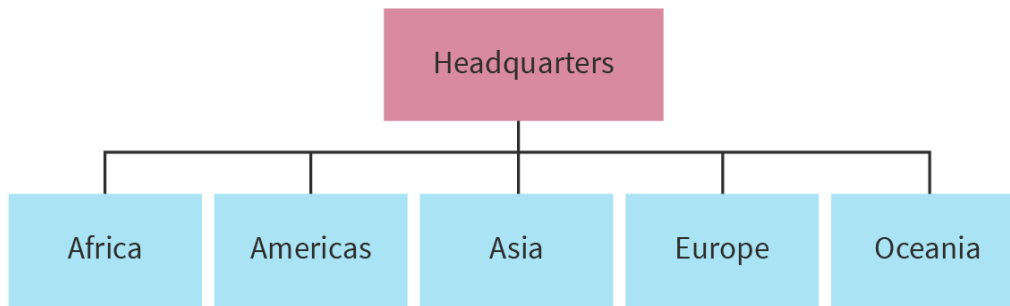 Headquarters
Africa
Americas
Asia
Europe
Oceania